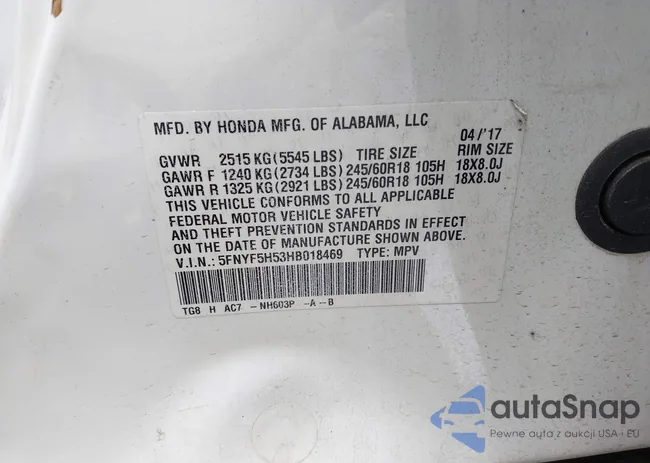 MFD. BY HONDA MFG. OF ALABAMA, LLC
04/'17
GVWR 2515 KG (5545 LBS) TIRE SIZE RIM SIZE
GAWR F 1240 KG (2734 LBS) 245/60R18 105H 18X8.0J
GAWR R 1325 KG (2921 LBS) 245/60R18 105H 18X8.0J
THIS VEHICLE CONFORMS TO ALL APPLICABLE
FEDERAL MOTOR VEHICLE SAFETY
AND THEFT PREVENTION STANDARDS IN EFFECT
ON THE DATE OF MANUFACTURE SHOWN ABOVE.
V.I.N.: 5FNYF5H53HB018469 TYPE: MPV
TG8 H AC7 -NH603P -A--B
autoSnap
Pewne auta z aukcji USA i EU